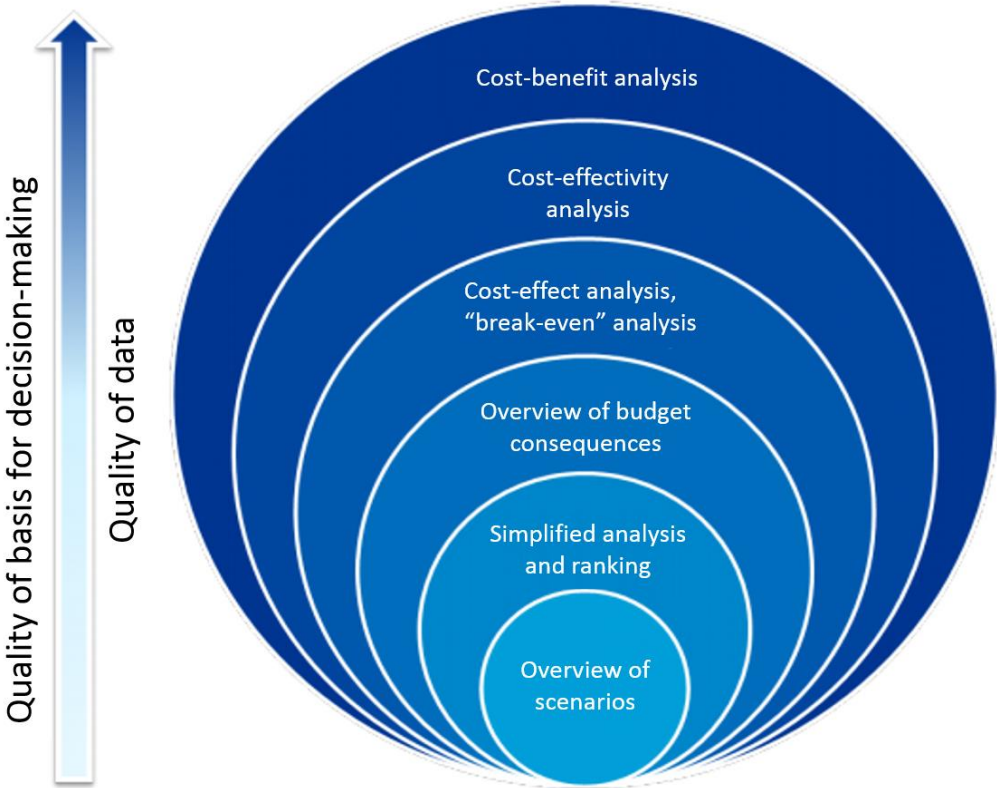 Quality of basis for decision-making
Quality of data
Cost-benefit analysis
Cost-effectivity
analysis
Cost-effect analysis,
“break-even” analysis
Overview of budget
consequences
Simplified analysis
and ranking
Overview of
scenarios